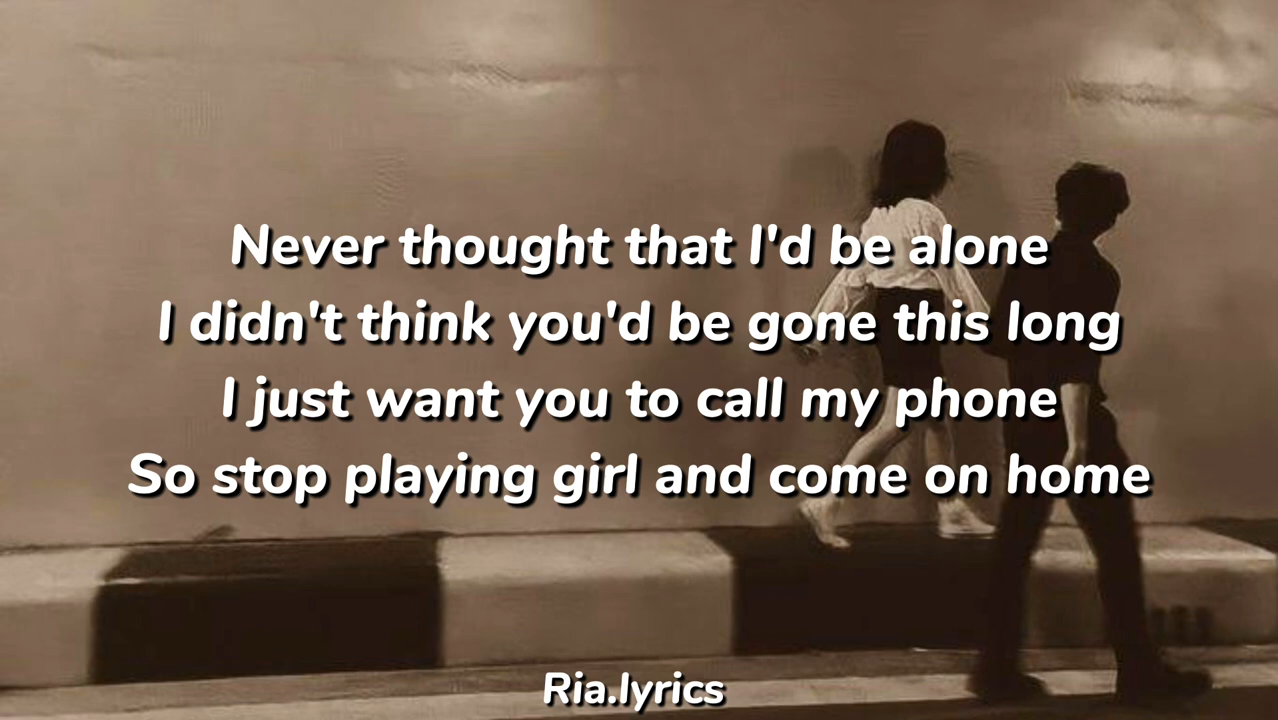 Never thought that I'd be alone
I didn't think you'd be gone this long
I just want you to call my phone
So stop playing girl and come on home
Ria.lyrics